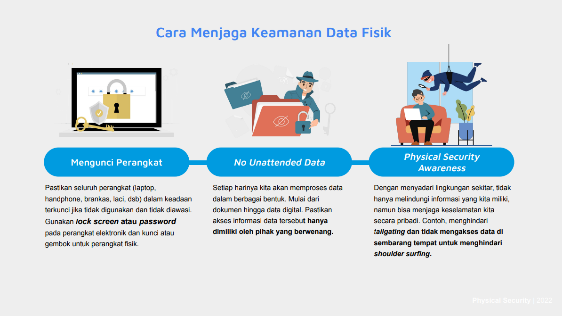 Cara Menjaga Keamanan Data Fisik
Mengunci Perangkat
Pastikan seluruh perangkat (laptop,
handphone, brankas, laci, dsb) dalam keadaan
terkunci jika tidak digunakan dan tidak diawasi.
Gunakan lock screen atau password
pada perangkat elektronik dan kunci atau
gembok untuk perangkat fisik.
No Unattended Data
Setiap harinya kita akan memproses data
dalam berbagai bentuk. Mulai dari
dokumen hingga data digital. Pastikan
akses informasi data tersebut hanya
dimiliki oleh pihak yang berwenang.
Physical Security
Awareness
Dengan menyadari lingkungan sekitar, tidak
hanya melindungi informasi yang kita miliki,
namun bisa menjaga keselamatan kita
secara pribadi. Contoh, menghindari
tailgating dan tidak mengakses data di
sembarang tempat untuk menghindari
shoulder surfing.
Physical Security | 2022